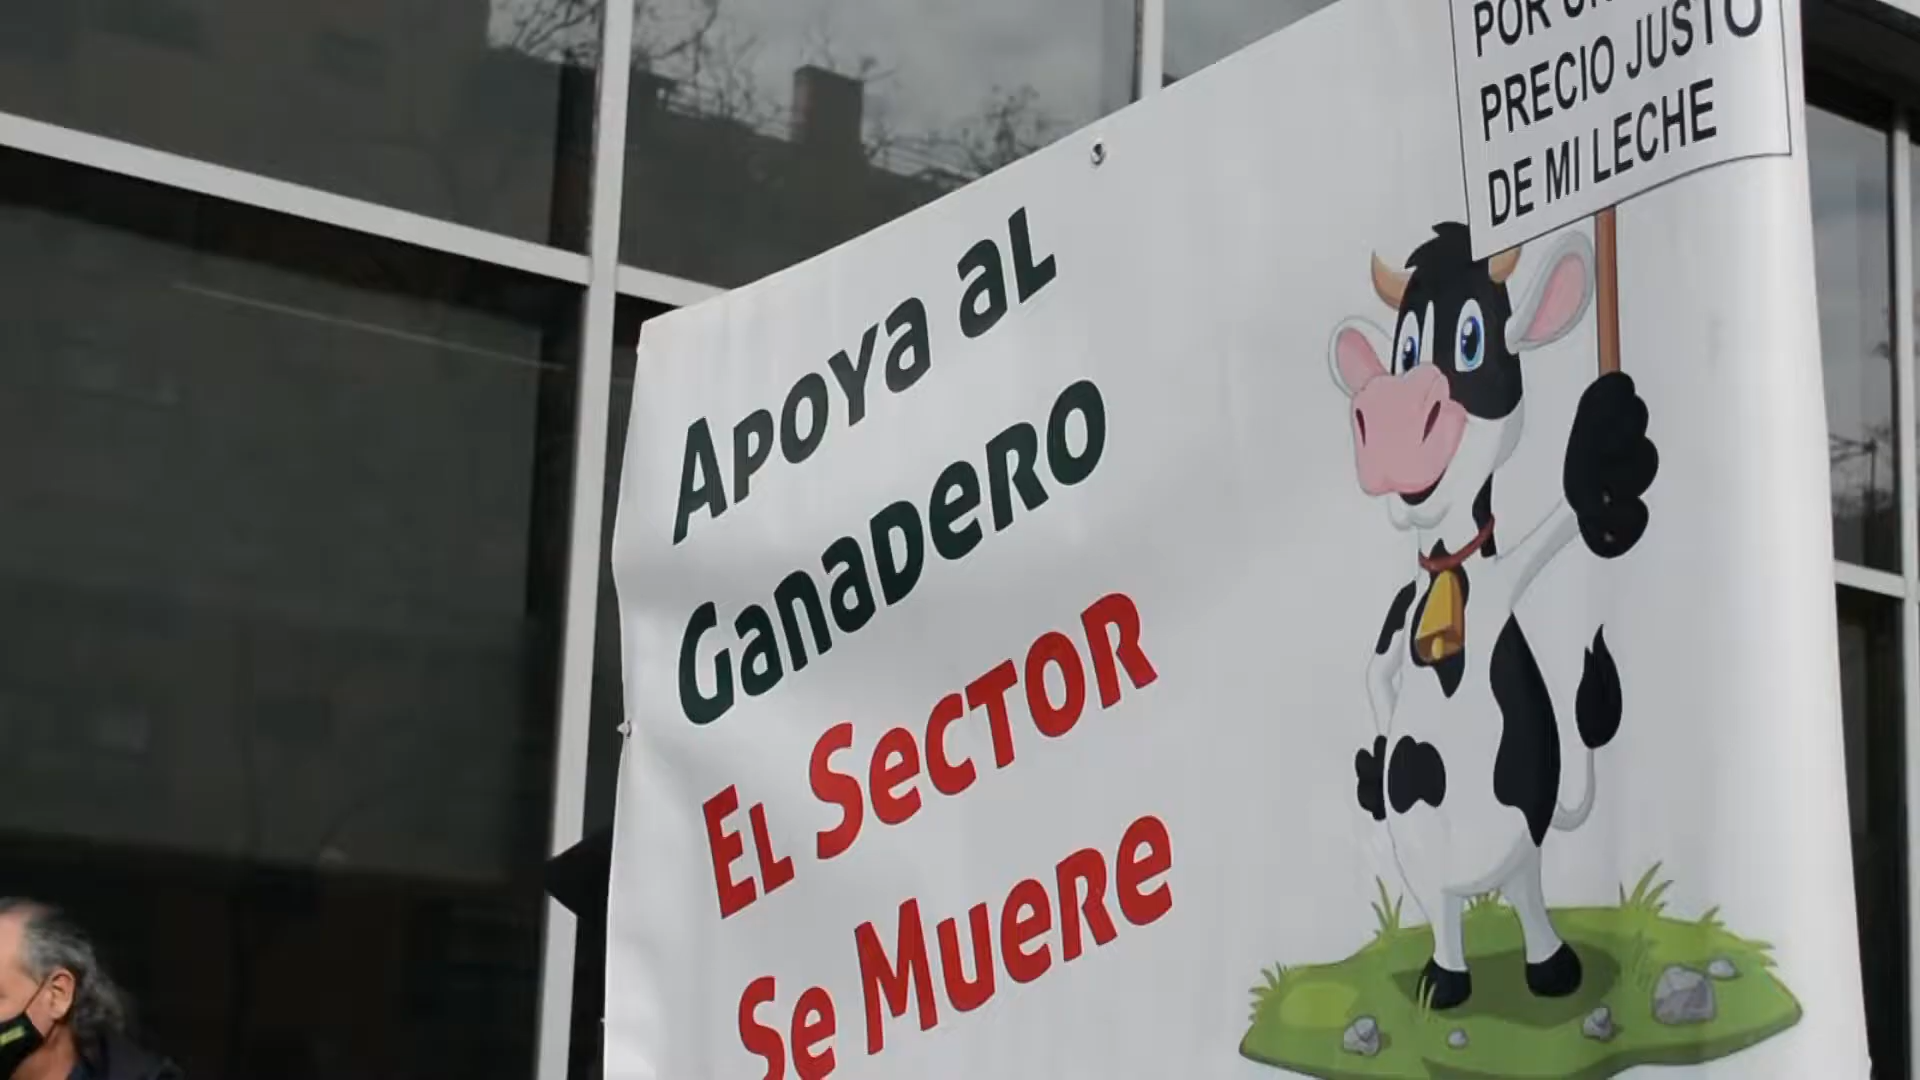 POR UN
PRECIO JUSTO
DE MI LECHE
Apoya al
Ganadero
El Sector
Se Muere